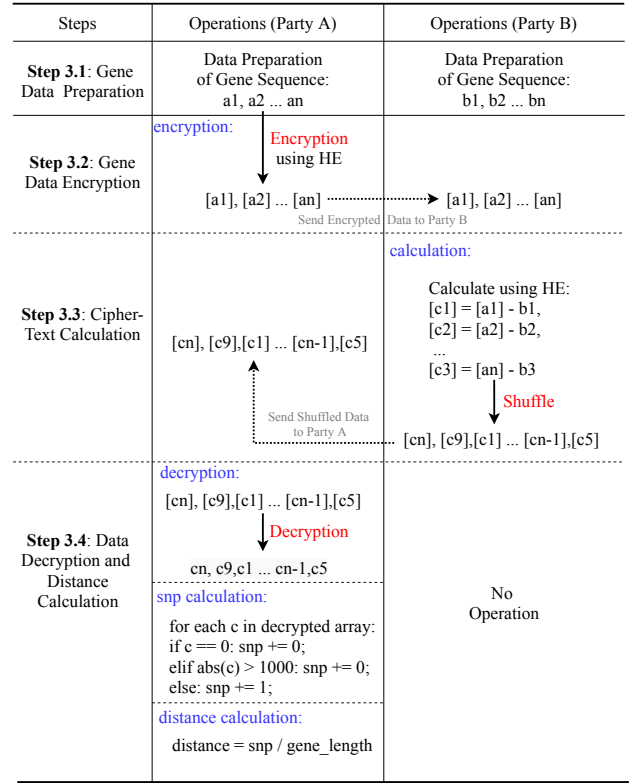 Steps
Operations (Party A)
Operations (Party B)
Step 3.1: Gene
Data Preparation
Data Preparation
of Gene Sequence:
a1, a2 ... an
Data Preparation
of Gene Sequence:
b1, b2 ... bn
Step 3.2: Gene
Data Encryption
encryption:
Encryption
using HE
[a1], [a2] ... [an]
Send Encrypted Data to Party B
[a1], [a2] ... [an]
Step 3.3: Cipher-
Text Calculation
[cn], [c9],[c1] ... [cn-1],[c5]
Send Shuffled Data
to Party A
calculation:
Calculate using HE:
[c1] = [a1] - b1,
[c2] = [a2] - b2,
...
[c3] = [an] - b3
Shuffle
[cn], [c9],[c1] ... [cn-1],[c5]
Step 3.4: Data
Decryption and
Distance
Calculation
decryption:
[cn], [c9],[c1] ... [cn-1],[c5]
Decryption
cn, c9,c1 ... cn-1,c5
snp calculation:
for each c in decrypted array:
if c == 0: snp += 0;
elif abs(c) > 1000: snp += 0;
else: snp += 1;
distance calculation:
distance = snp / gene_length
No
Operation